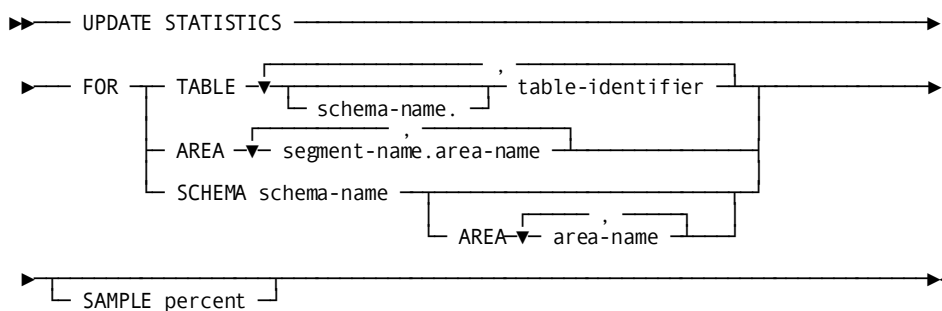 UPDATE STATISTICS
,
FOR TABLE table-identifier
schema-name.
,
AREA segment-name.area-name
SCHEMA schema-name
,
AREA area-name
SAMPLE percent